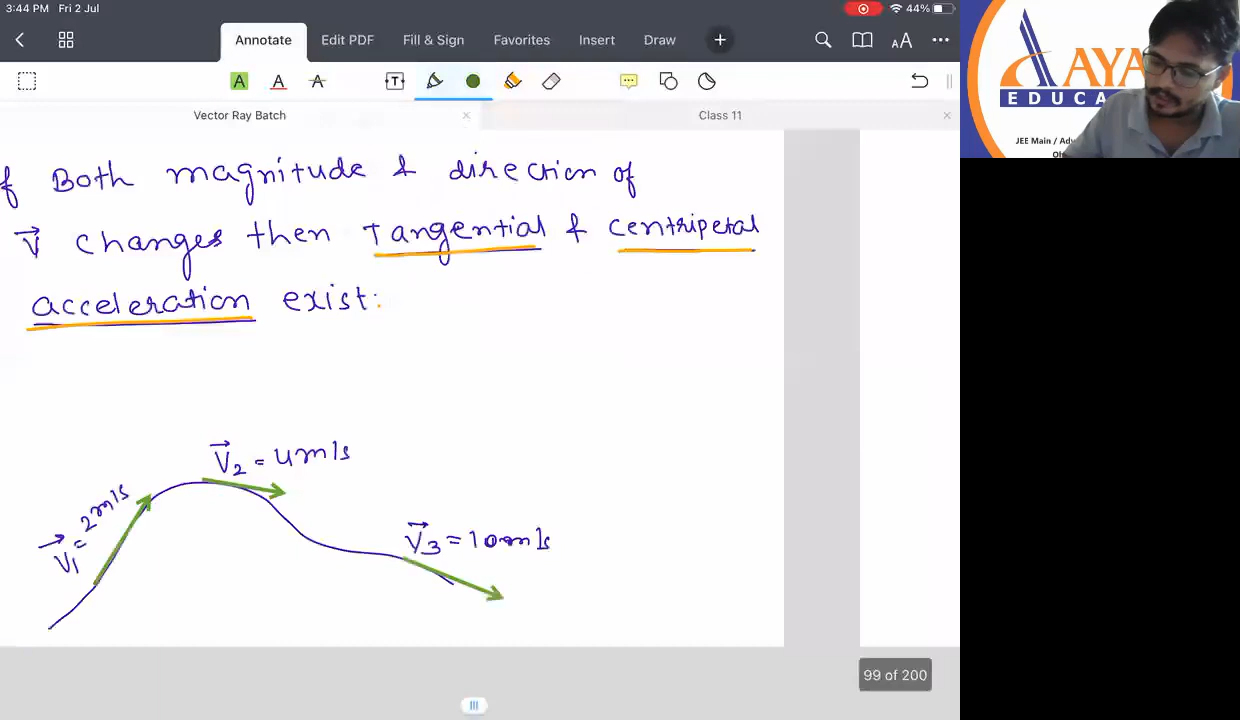 3:44 PM Fri 2 Jul
44%
Annotate Edit PDF Fill & Sign Favorites Insert Draw
Vector Ray Batch
Class 11
f Both magnitude & direction of
V changes then Tangential & centripetal
acceleration exist:
V2 = 4m/s
V1 = 2m/s
V3 = 10m/s
99 of 200
AYA
EDUCA
JEE Main / Adv